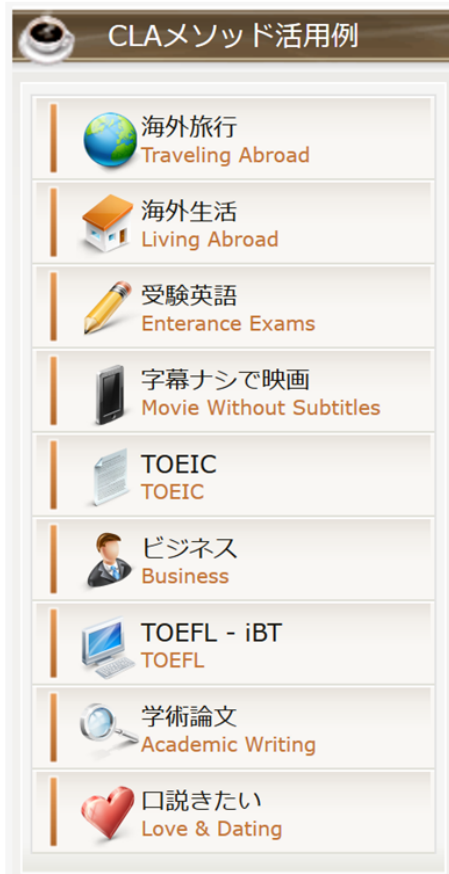 CLAメソッド活用例
海外旅行
Traveling Abroad
海外生活
Living Abroad
受験英語
Enterance Exams
字幕ナシで映画
Movie Without Subtitles
TOEIC
TOEIC
ビジネス
Business
TOEFL - iBT
TOEFL
学術論文
Academic Writing
口説きたい
Love & Dating